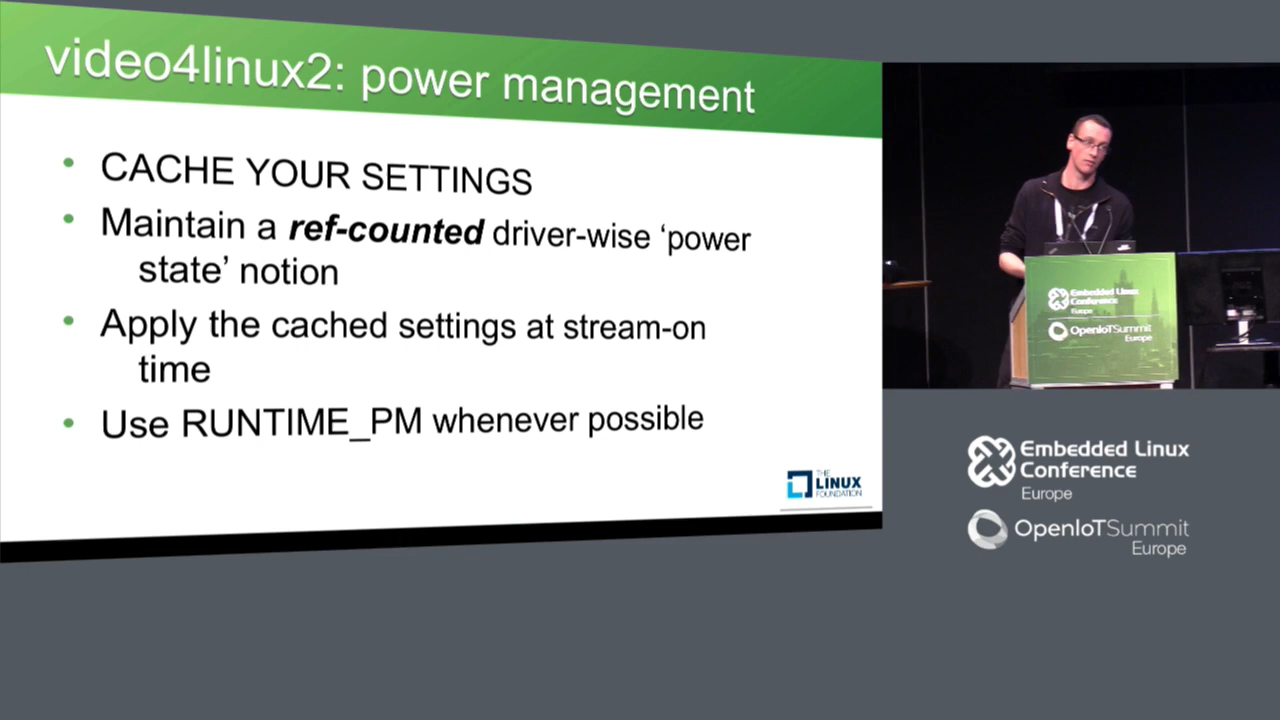 video4linux2: power management
CACHE YOUR SETTINGS
Maintain a ref-counted driver-wise ‘power
state’ notion
Apply the cached settings at stream-on
time
Use RUNTIME_PM whenever possible
THE
LINUX
FOUNDATION
Embedded Linux
Conference
Europe
OpenIoTSummit
Europe
Embedded Linux
Conference
Europe
OpenIoTSummit
Europe